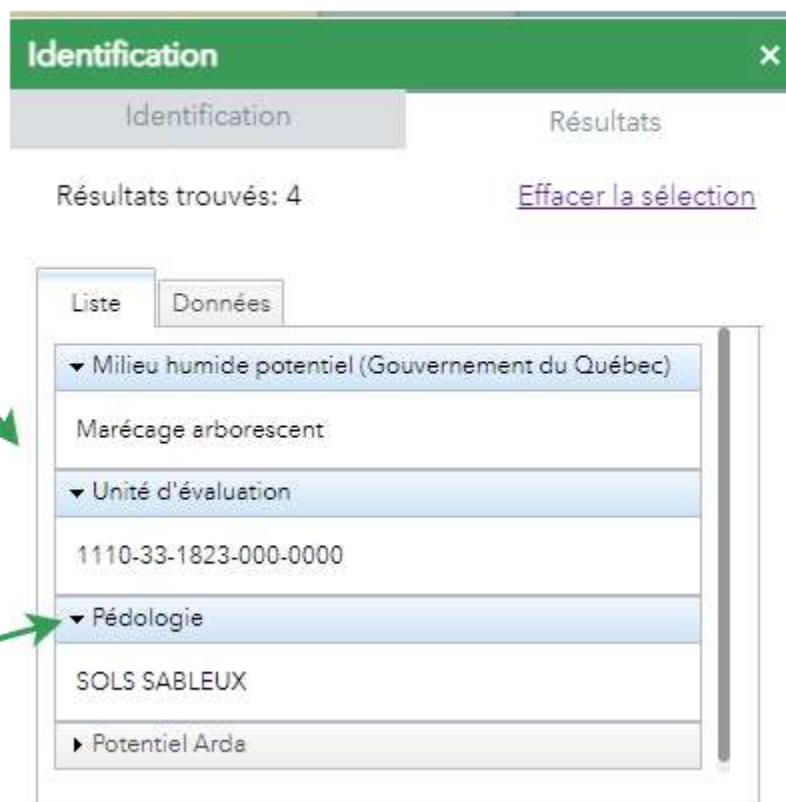 Identification ×
Identification Résultats
Résultats trouvés: 4 Effacer la sélection
Liste Données
Milieu humide potentiel (Gouvernement du Québec)
Marécage arborescent
Unité d'évaluation
1110-33-1823-000-0000
Pédologie
SOLS SABLEUX
Potentiel Arda